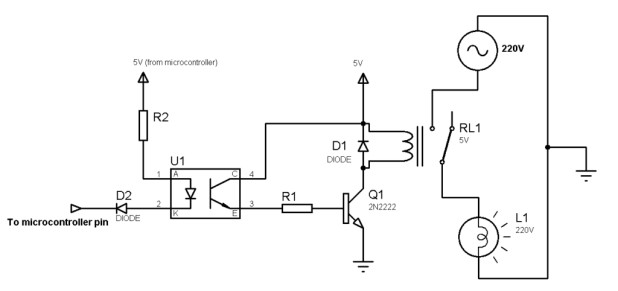 220V
5V (from microcontroller)
5V
R2
RL1
5V
D1
DIODE
U1
1
A
C
4
D2
DIODE
2
K
E
3
R1
Q1
2N2222
To microcontroller pin
L1
220V